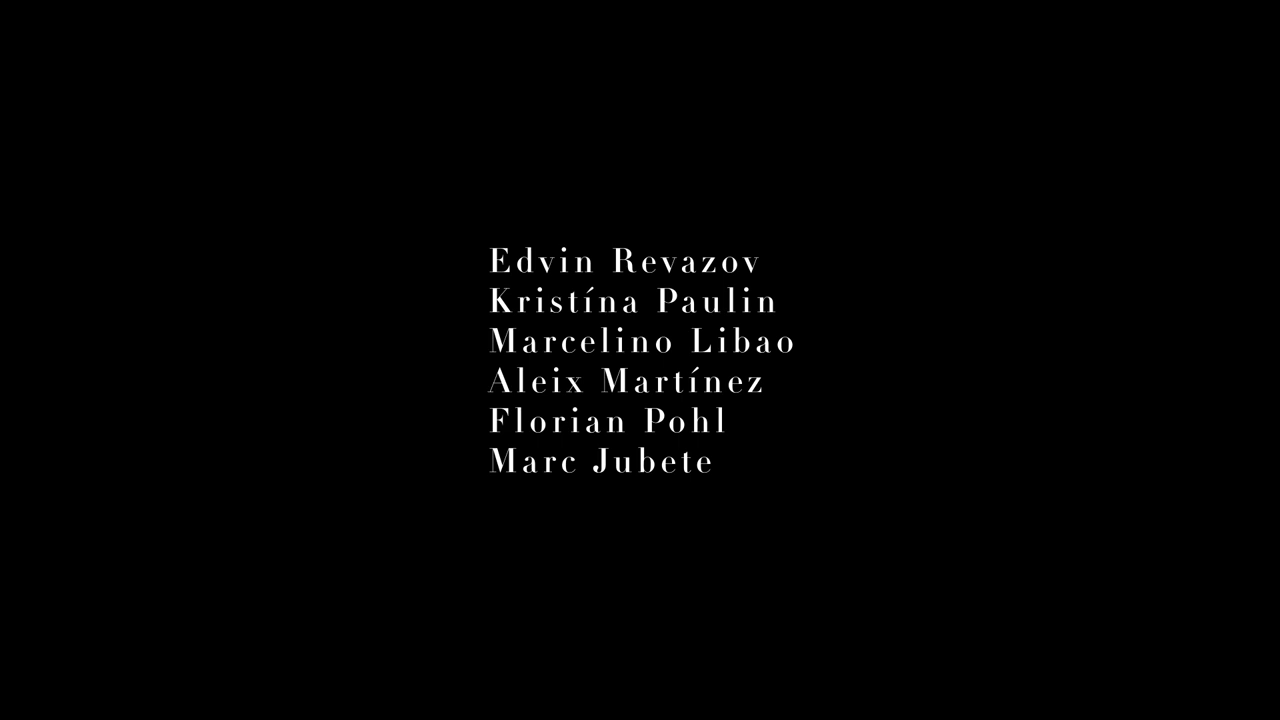 Edvin Revazov
Kristína Paulin
Marcelino Libao
Aleix Martínez
Florian Pohl
Marc Jubete